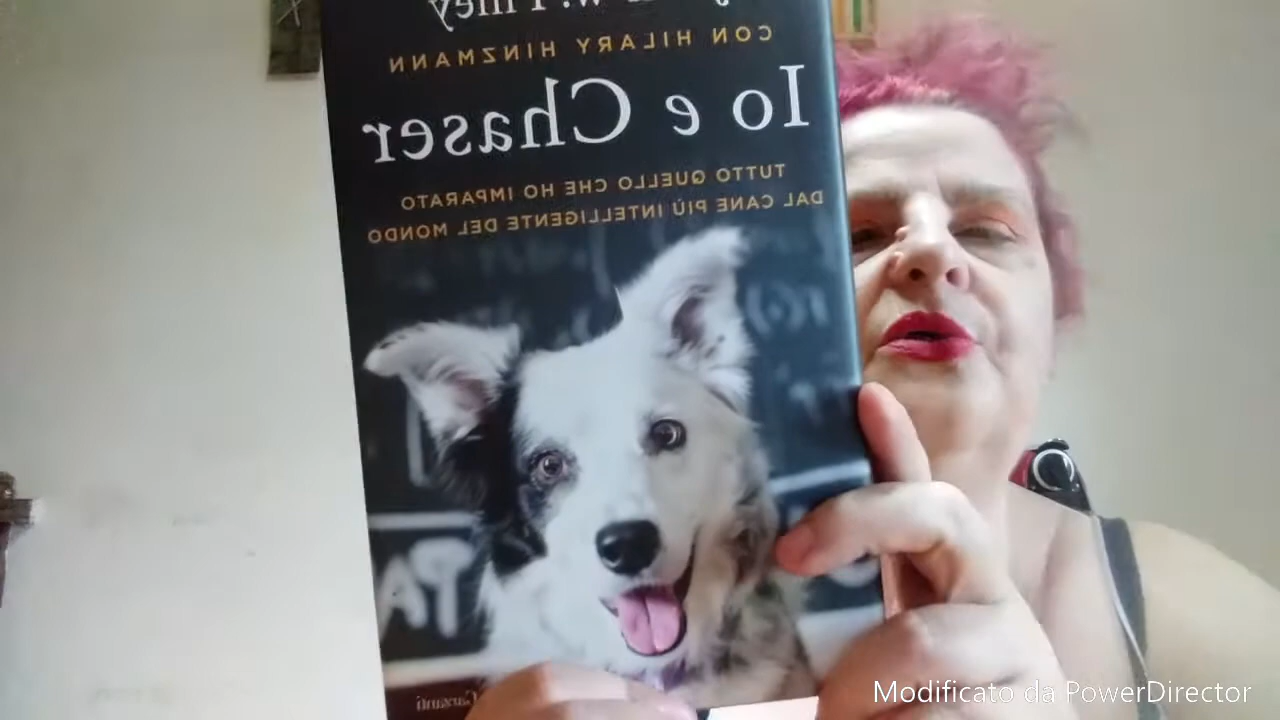 CON HILARY HINZMANN
Io e Chaser
TUTTO QUELLO CHE HO IMPARATO
DAL CANE PIÙ INTELLIGENTE DEL MONDO
TA
Modificato da PowerDirector